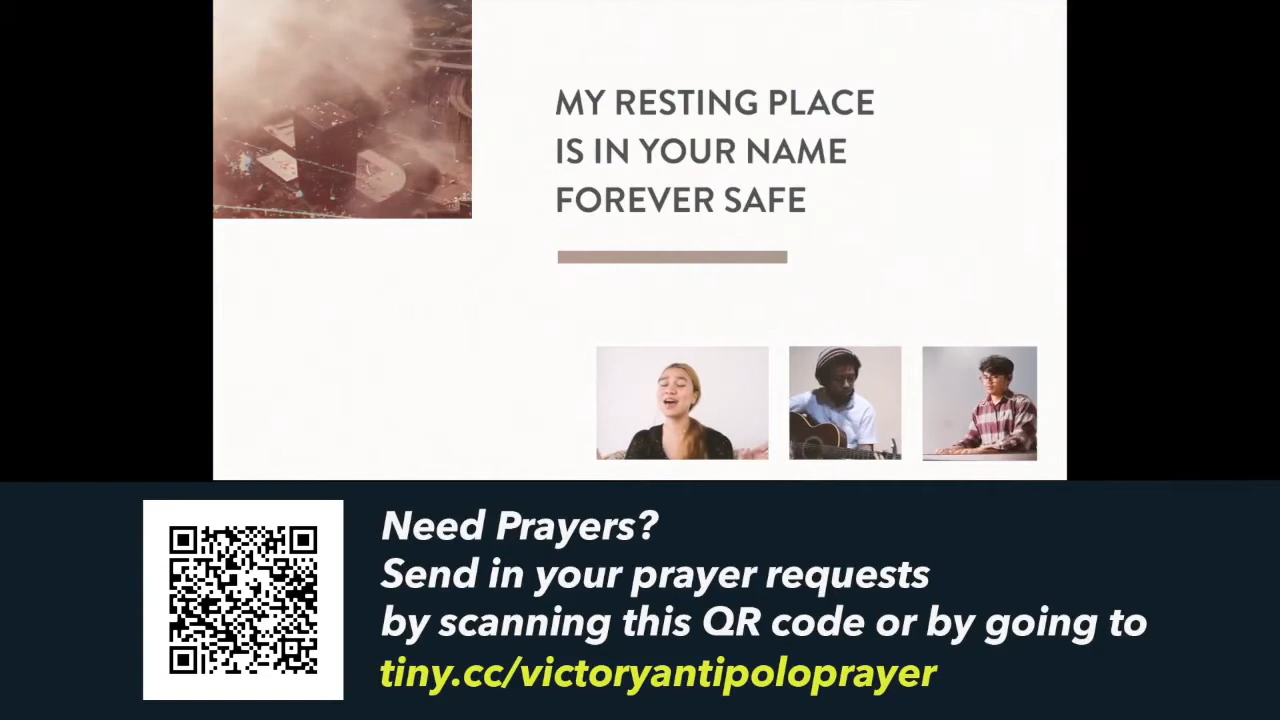 MY RESTING PLACE
IS IN YOUR NAME
FOREVER SAFE
Need Prayers?
Send in your prayer requests
by scanning this QR code or by going to
tiny.cc/victoryantipoloprayer